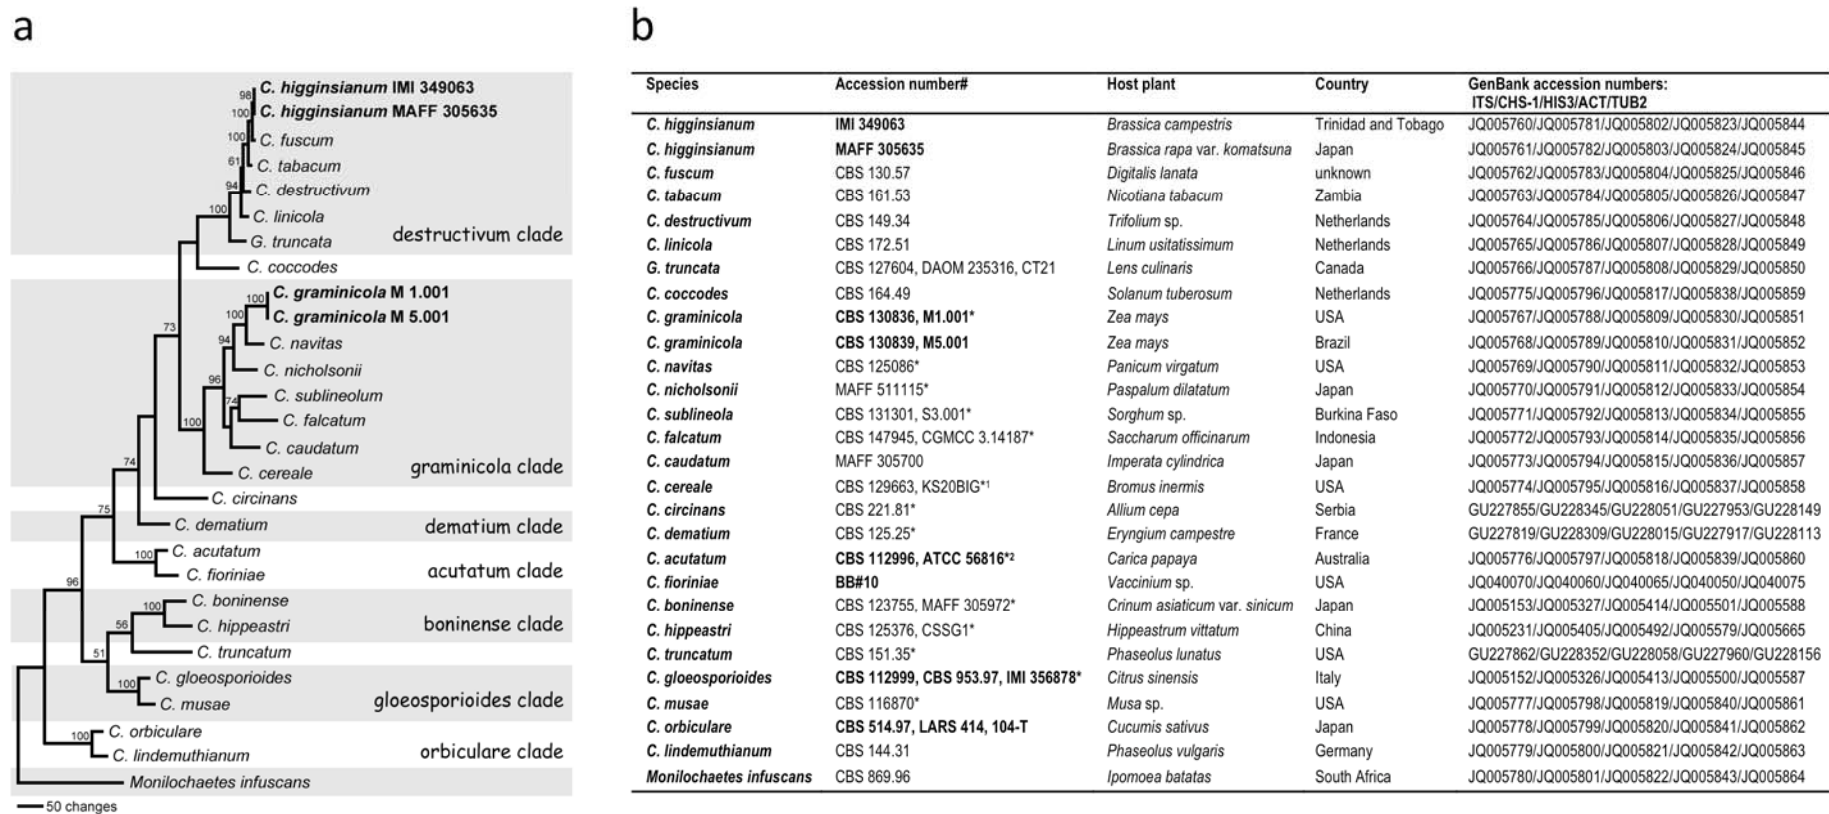 a
C. higginsianum IMI 349063
98
C. higginsianum MAFF 305635
100
C. fuscum
100
C. tabacum
61
C. destructivum
94
C. linicola
100
G. truncata
destructivum clade
C. coccodes
C. graminicola M 1.001
100
C. graminicola M 5.001
100
73
C. navitas
94
C. nicholsonii
96
C. sublineolum
74
C. falcatum
100
C. caudatum
C. cereale
graminicola clade
74
C. circinans
75
C. dematium
dematium clade
C. acutatum
100
C. fioriniae
acutatum clade
96
C. boninense
100
C. hippeastri
boninense clade
56
C. truncatum
51
C. gloeosporioides
100
C. musae
gloeosporioides clade
C. orbiculare
100
C. lindemuthianum
orbiculare clade
Monilochaetes infuscans
50 changes
b
Species Accession number# Host plant Country GenBank accession numbers:
ITS/CHS-1/HIS3/ACT/TUB2
C. higginsianum IMI 349063 Brassica campestris Trinidad and Tobago JQ005760/JQ005781/JQ005802/JQ005823/JQ005844
C. higginsianum MAFF 305635 Brassica rapa var. komatsuna Japan JQ005761/JQ005782/JQ005803/JQ005824/JQ005845
C. fuscum CBS 130.57 Digitalis lanata unknown JQ005762/JQ005783/JQ005804/JQ005825/JQ005846
C. tabacum CBS 161.53 Nicotiana tabacum Zambia JQ005763/JQ005784/JQ005805/JQ005826/JQ005847
C. destructivum CBS 149.34 Trifolium sp. Netherlands JQ005764/JQ005785/JQ005806/JQ005827/JQ005848
C. linicola CBS 172.51 Linum usitatissimum Netherlands JQ005765/JQ005786/JQ005807/JQ005828/JQ005849
G. truncata CBS 127604, DAOM 235316, CT21 Lens culinaris Canada JQ005766/JQ005787/JQ005808/JQ005829/JQ005850
C. coccodes CBS 164.49 Solanum tuberosum Netherlands JQ005775/JQ005796/JQ005817/JQ005838/JQ005859
C. graminicola CBS 130836, M1.001* Zea mays USA JQ005767/JQ005788/JQ005809/JQ005830/JQ005851
C. graminicola CBS 130839, M5.001 Zea mays Brazil JQ005768/JQ005789/JQ005810/JQ005831/JQ005852
C. navitas CBS 125086* Panicum virgatum USA JQ005769/JQ005790/JQ005811/JQ005832/JQ005853
C. nicholsonii MAFF 511115* Paspalum dilatatum Japan JQ005770/JQ005791/JQ005812/JQ005833/JQ005854
C. sublineola CBS 131301, S3.001* Sorghum sp. Burkina Faso JQ005771/JQ005792/JQ005813/JQ005834/JQ005855
C. falcatum CBS 147945, CGMCC 3.14187* Saccharum officinarum Indonesia JQ005772/JQ005793/JQ005814/JQ005835/JQ005856
C. caudatum MAFF 305700 Imperata cylindrica Japan JQ005773/JQ005794/JQ005815/JQ005836/JQ005857
C. cereale CBS 129663, KS20BIG*1 Bromus inermis USA JQ005774/JQ005795/JQ005816/JQ005837/JQ005858
C. circinans CBS 221.81* Allium cepa Serbia GU227855/GU228345/GU228051/GU227953/GU228149
C. dematium CBS 125.25* Eryngium campestre France GU227819/GU228309/GU228015/GU227917/GU228113
C. acutatum CBS 112996, ATCC 56816*2 Carica papaya Australia JQ005776/JQ005797/JQ005818/JQ005839/JQ005860
C. fioriniae BB#10 Vaccinium sp. USA JQ040070/JQ040060/JQ040065/JQ040050/JQ040075
C. boninense CBS 123755, MAFF 305972* Crinum asiaticum var. sinicum Japan JQ005153/JQ005327/JQ005414/JQ005501/JQ005588
C. hippeastri CBS 125376, CSSG1* Hippeastrum vittatum China JQ005231/JQ005405/JQ005492/JQ005579/JQ005665
C. truncatum CBS 151.35* Phaseolus lunatus USA GU227862/GU228352/GU228058/GU227960/GU228156
C. gloeosporioides CBS 112999, CBS 953.97, IMI 356878* Citrus sinensis Italy JQ005152/JQ005326/JQ005413/JQ005500/JQ005587
C. musae CBS 116870* Musa sp. USA JQ005777/JQ005798/JQ005819/JQ005840/JQ005861
C. orbiculare CBS 514.97, LARS 414, 104-T Cucumis sativus Japan JQ005778/JQ005799/JQ005820/JQ005841/JQ005862
C. lindemuthianum CBS 144.31 Phaseolus vulgaris Germany JQ005779/JQ005800/JQ005821/JQ005842/JQ005863
Monilochaetes infuscans CBS 869.96 Ipomoea batatas South Africa JQ005780/JQ005801/JQ005822/JQ005843/JQ005864